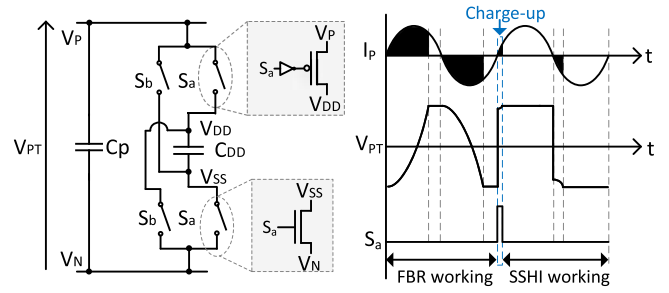 Charge-up
VP
VP
IP
t
Sb
Sa
Sa
VDD
VPT
Cp
VDD
CDD
VPT
t
VSS
VSS
Sb
Sa
Sa
Sa
VN
VN
FBR working
SSHI working